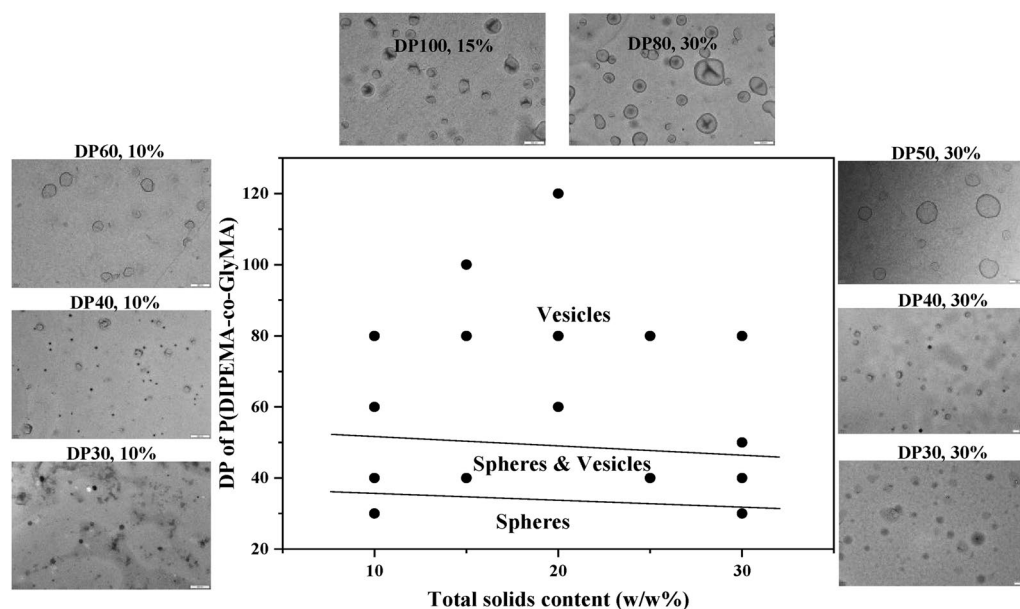 DP100, 15%
DP80, 30%
DP60, 10%
DP40, 10%
DP30, 10%
DP of P(DIPEMA-co-GlyMA)
120
100
80
60
40
20
Vesicles
Spheres & Vesicles
Spheres
10
20
30
Total solids content (w/w%)
DP50, 30%
DP40, 30%
DP30, 30%